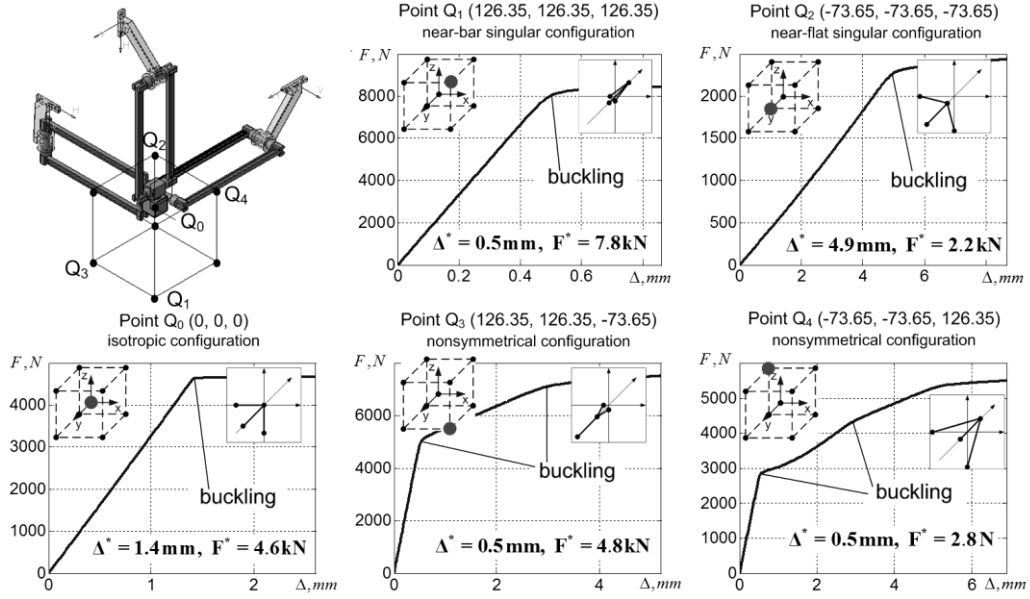 Q₂
Q₄
Q₀
Q₃
Q₁
Point Q₁ (126.35, 126.35, 126.35)
near-bar singular configuration
F, N
8000
6000
4000
2000
0
z
x
y
buckling
Δ* = 0.5mm, F* = 7.8kN
0 0.2 0.4 0.6 Δ, mm
Point Q₂ (-73.65, -73.65, -73.65)
near-flat singular configuration
F, N
2000
1500
1000
500
0
z
x
y
buckling
Δ* = 4.9mm, F* = 2.2kN
0 2 4 6 Δ, mm
Point Q₀ (0, 0, 0)
isotropic configuration
F, N
4000
3000
2000
1000
0
z
x
y
buckling
Δ* = 1.4mm, F* = 4.6kN
0 1 2 Δ, mm
Point Q₃ (126.35, 126.35, -73.65)
nonsymmetrical configuration
F, N
6000
4000
2000
0
z
x
y
buckling
Δ* = 0.5mm, F* = 4.8kN
0 2 4 Δ, mm
Point Q₄ (-73.65, -73.65, 126.35)
nonsymmetrical configuration
F, N
5000
4000
3000
2000
1000
0
z
x
y
buckling
Δ* = 0.5mm, F* = 2.8N
0 2 4 6 Δ, mm